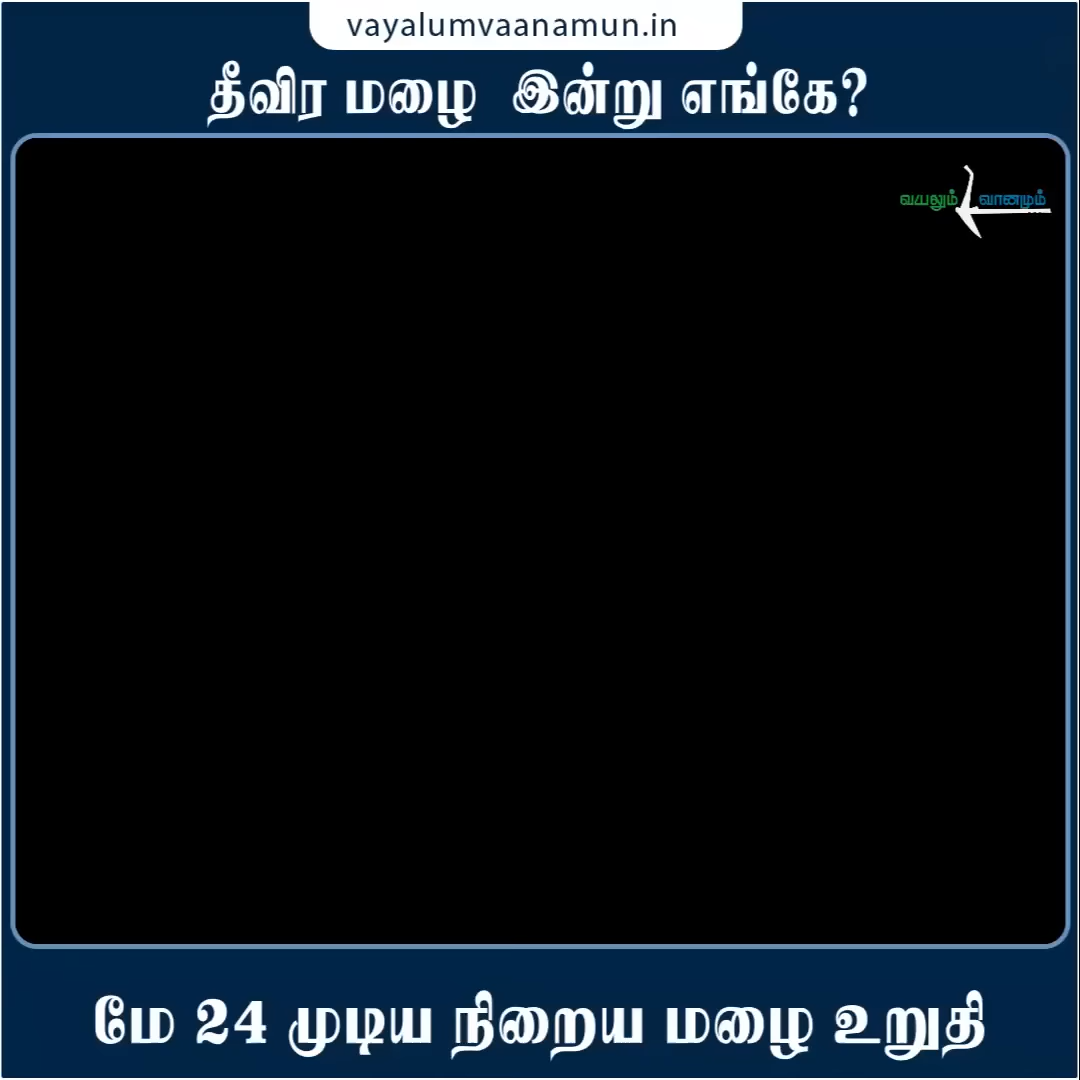 vayalumvaanamun.in
தீவிர மழை இன்று எங்கே?
வயலும் வானமும்
மே 24 முடிய நிறைய மழை உறுதி